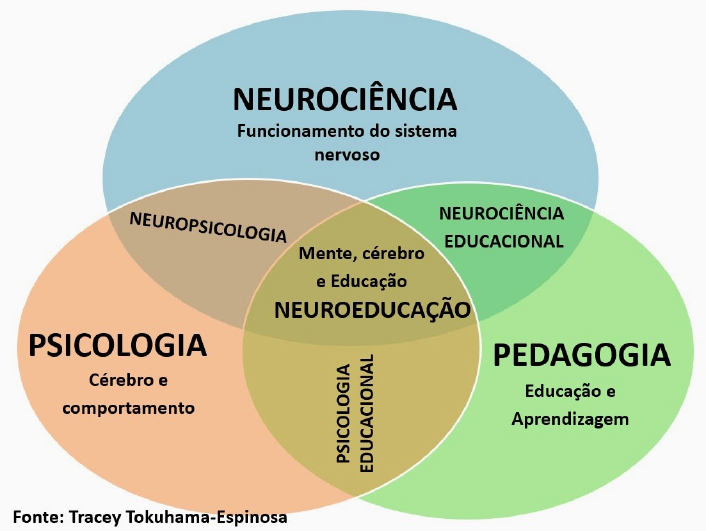 NEUROCIÊNCIA
Funcionamento do sistema
nervoso
NEUROPSICOLOGIA
NEUROCIÊNCIA
EDUCACIONAL
Mente, cérebro
e Educação
NEUROEDUCAÇÃO
PSICOLOGIA
Cérebro e
comportamento
PSICOLOGIA
EDUCACIONAL
PEDAGOGIA
Educação e
Aprendizagem
Fonte: Tracey Tokuhama-Espinosa